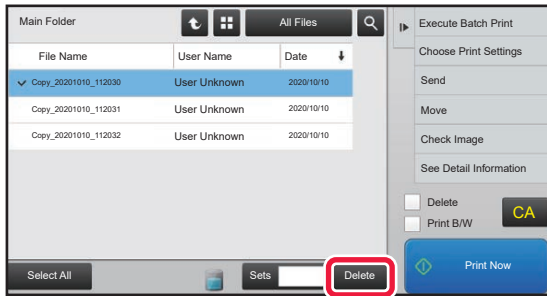 Main Folder
All Files
File Name User Name Date
Copy_20201010_112030 User Unknown 2020/10/10
Copy_20201010_112031 User Unknown 2020/10/10
Copy_20201010_112032 User Unknown 2020/10/10
Select All
Sets
Delete
Execute Batch Print
Choose Print Settings
Send
Move
Check Image
See Detail Information
Delete
Print B/W
CA
Print Now